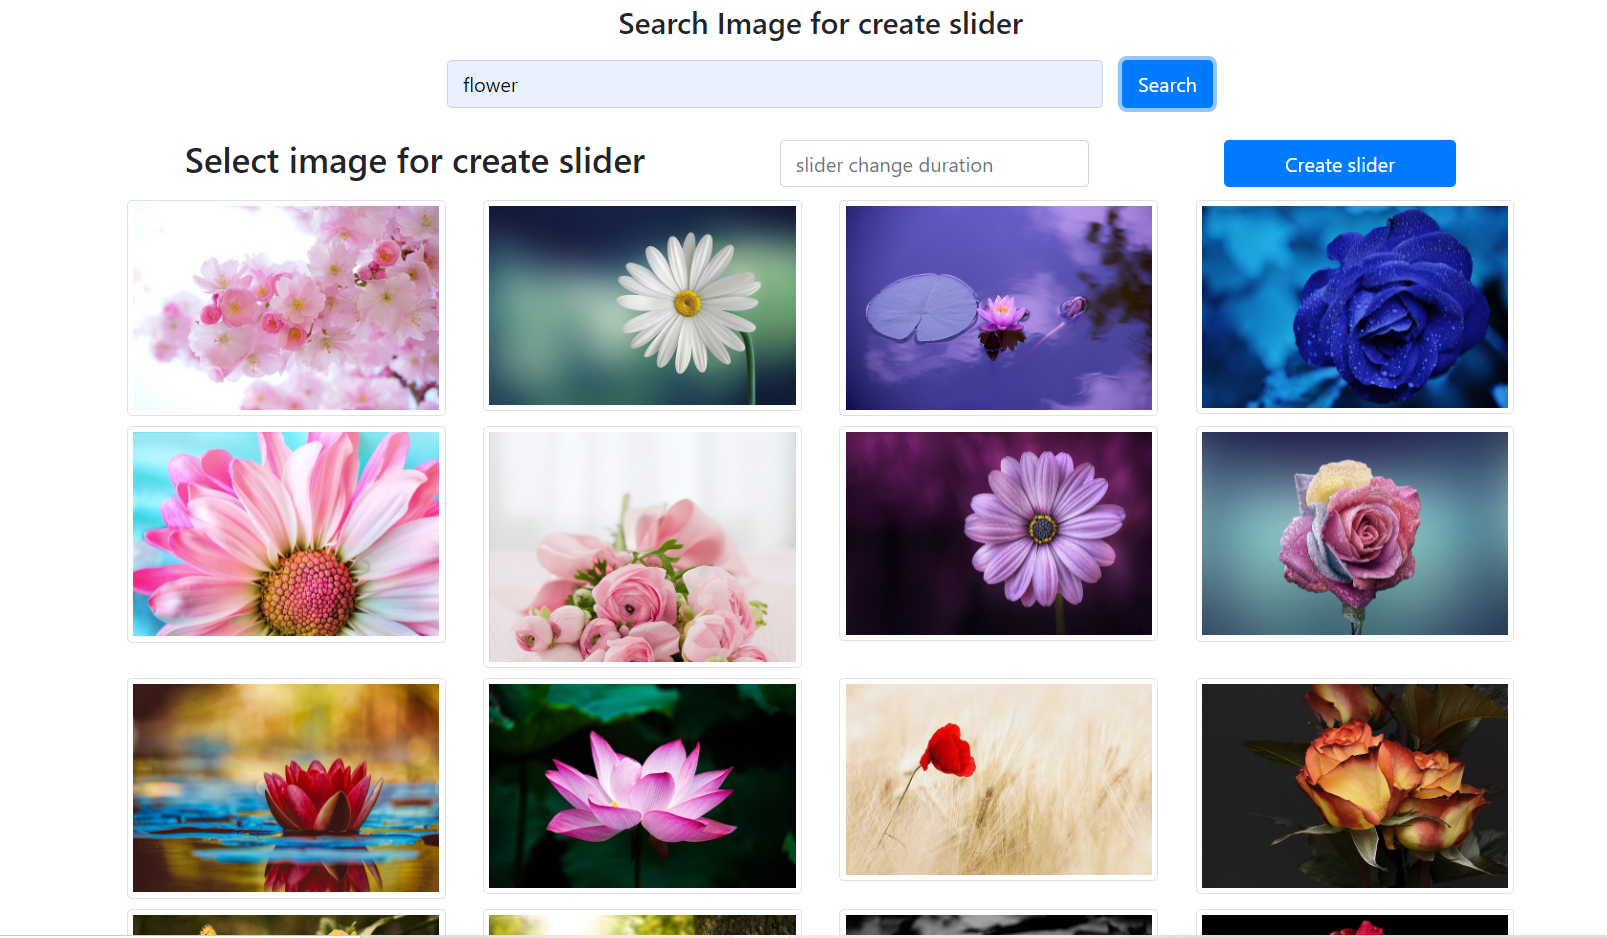 Search Image for create slider
flower
Search
Select image for create slider
slider change duration
Create slider